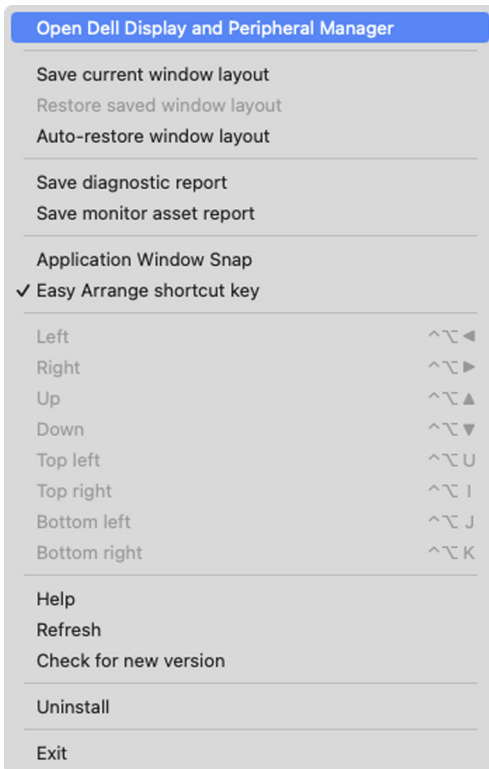 Open Dell Display and Peripheral Manager
Save current window layout
Restore saved window layout
Auto-restore window layout
Save diagnostic report
Save monitor asset report
Application Window Snap
✓ Easy Arrange shortcut key
Left ^⌥◀
Right ^⌥▶
Up ^⌥▲
Down ^⌥▼
Top left ^⌥U
Top right ^⌥I
Bottom left ^⌥J
Bottom right ^⌥K
Help
Refresh
Check for new version
Uninstall
Exit